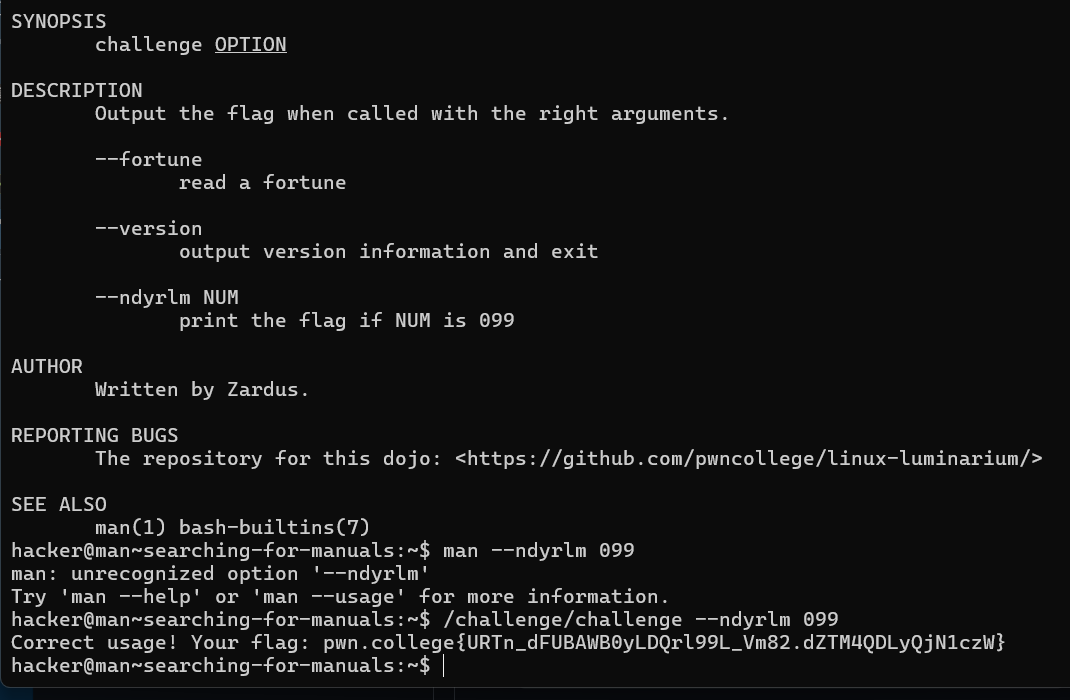 SYNOPSIS
challenge OPTION
DESCRIPTION
Output the flag when called with the right arguments.
--fortune
read a fortune
--version
output version information and exit
--ndyrlm NUM
print the flag if NUM is 099
AUTHOR
Written by Zardus.
REPORTING BUGS
The repository for this dojo: <https://github.com/pwncollege/linux-luminarium/>
SEE ALSO
man(1) bash-builtins(7)
hacker@man~searching-for-manuals:~$ man --ndyrlm 099
man: unrecognized option '--ndyrlm'
Try 'man --help' or 'man --usage' for more information.
hacker@man~searching-for-manuals:~$ /challenge/challenge --ndyrlm 099
Correct usage! Your flag: pwn.college{URTn_dFUBAWB0yLDQrl99L_Vm82.dZTM4QDLyQjN1czW}
hacker@man~searching-for-manuals:~$